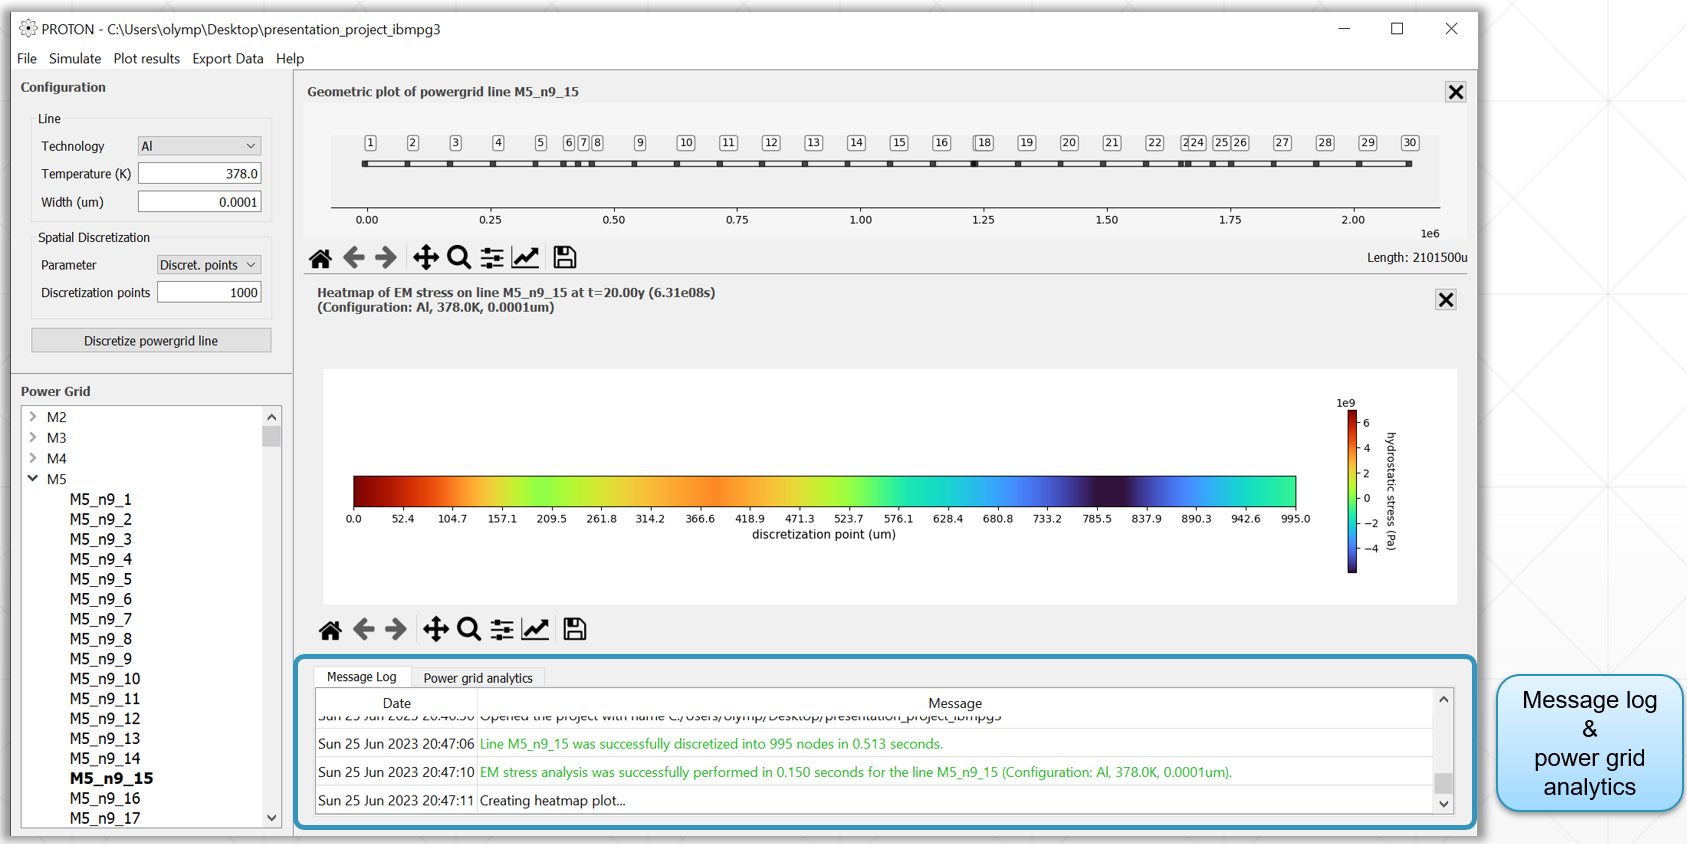 PROTON - C:\Users\olymp\Desktop\presentation_project_ibmpg3
File Simulate Plot results Export Data Help
Configuration
Line
Technology Al
Temperature (K) 378.0
Width (um) 0.0001
Spatial Discretization
Parameter Discret. points
Discretization points 1000
Discretize powergrid line
Power Grid
M2
M3
M4
M5
M5_n9_1
M5_n9_2
M5_n9_3
M5_n9_4
M5_n9_5
M5_n9_6
M5_n9_7
M5_n9_8
M5_n9_9
M5_n9_10
M5_n9_11
M5_n9_12
M5_n9_13
M5_n9_14
M5_n9_15
M5_n9_16
M5_n9_17
Geometric plot of powergrid line M5_n9_15
1 2 3 4 5 6 7 8 9 10 11 12 13 14 15 16 18 19 20 21 22 24 25 26 27 28 29 30
0.00 0.25 0.50 0.75 1.00 1.25 1.50 1.75 2.00
1e6
Length: 2101500u
Heatmap of EM stress on line M5_n9_15 at t=20.00y (6.31e08s)
(Configuration: Al, 378.0K, 0.0001um)
1e9
6
4
2
0
−2
−4
hydrostatic stress (Pa)
0.0 52.4 104.7 157.1 209.5 261.8 314.2 366.6 418.9 471.3 523.7 576.1 628.4 680.8 733.2 785.5 837.9 890.3 942.6 995.0
discretization point (um)
Message Log Power grid analytics
Date Message
Opened the project with name C:/Users/olymp/Desktop/presentation_project_ibmpg3
Sun 25 Jun 2023 20:47:06 Line M5_n9_15 was successfully discretized into 995 nodes in 0.513 seconds.
Sun 25 Jun 2023 20:47:10 EM stress analysis was successfully performed in 0.150 seconds for the line M5_n9_15 (Configuration: Al, 378.0K, 0.0001um).
Sun 25 Jun 2023 20:47:11 Creating heatmap plot...
Message log
&
power grid
analytics